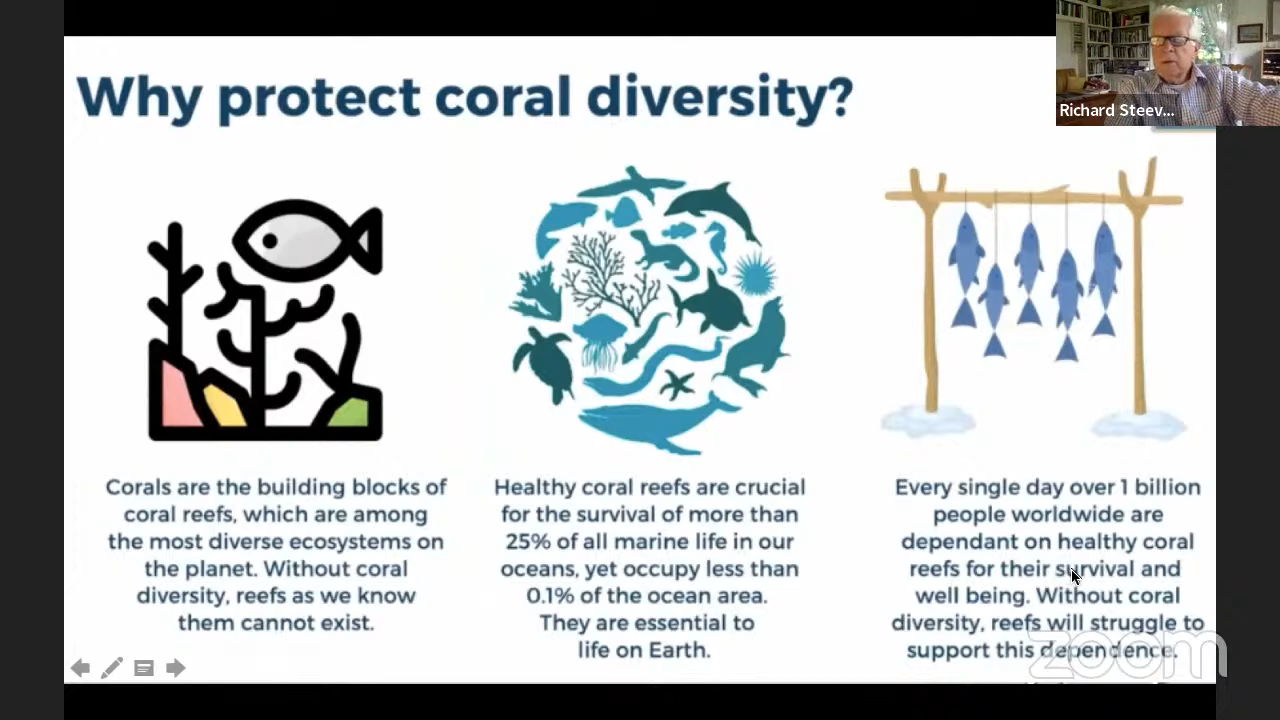 Why protect coral diversity?
Richard Steev...
Corals are the building blocks of
coral reefs, which are among
the most diverse ecosystems on
the planet. Without coral
diversity, reefs as we know
them cannot exist.
Healthy coral reefs are crucial
for the survival of more than
25% of all marine life in our
oceans, yet occupy less than
0.1% of the ocean area.
They are essential to
life on Earth.
Every single day over 1 billion
people worldwide are
dependant on healthy coral
reefs for their survival and
well being. Without coral
diversity, reefs will struggle to
support this dependence.
zoom